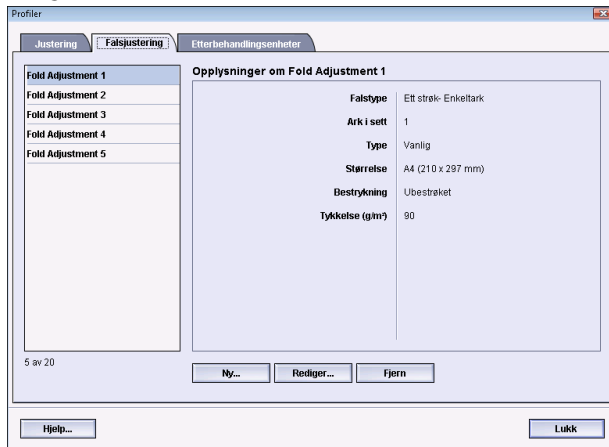 Profiler
Justering Falsjustering Etterbehandlingsenheter
Fold Adjustment 1
Fold Adjustment 2
Fold Adjustment 3
Fold Adjustment 4
Fold Adjustment 5
5 av 20
Opplysninger om Fold Adjustment 1
Falstype Ett strøk- Enkeltark
Ark i sett 1
Type Vanlig
Størrelse A4 (210 x 297 mm)
Bestrykning Ubestrøket
Tykkelse (g/m²) 90
Ny... Rediger... Fjern
Hjelp... Lukk